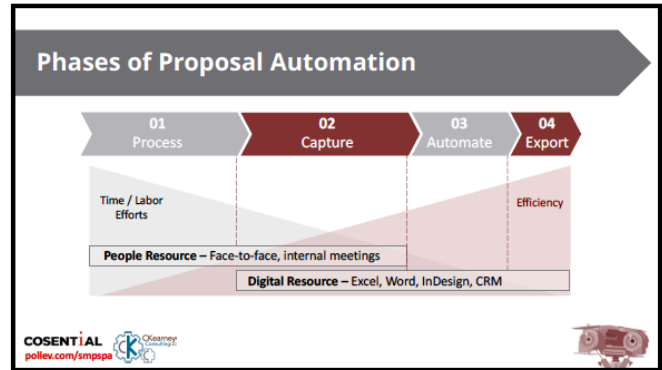 Phases of Proposal Automation
01
Process
02
Capture
03
Automate
04
Export
Time / Labor
Efforts
Efficiency
People Resource – Face-to-face, internal meetings
Digital Resource – Excel, Word, InDesign, CRM
COSENTiAL
pollev.com/smpspa
CKearney
Consulting